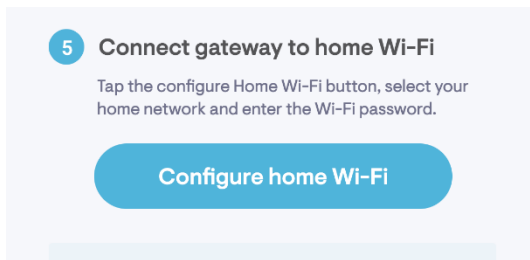 5 Connect gateway to home Wi-Fi
Tap the configure Home Wi-Fi button, select your
home network and enter the Wi-Fi password.
Configure home Wi-Fi